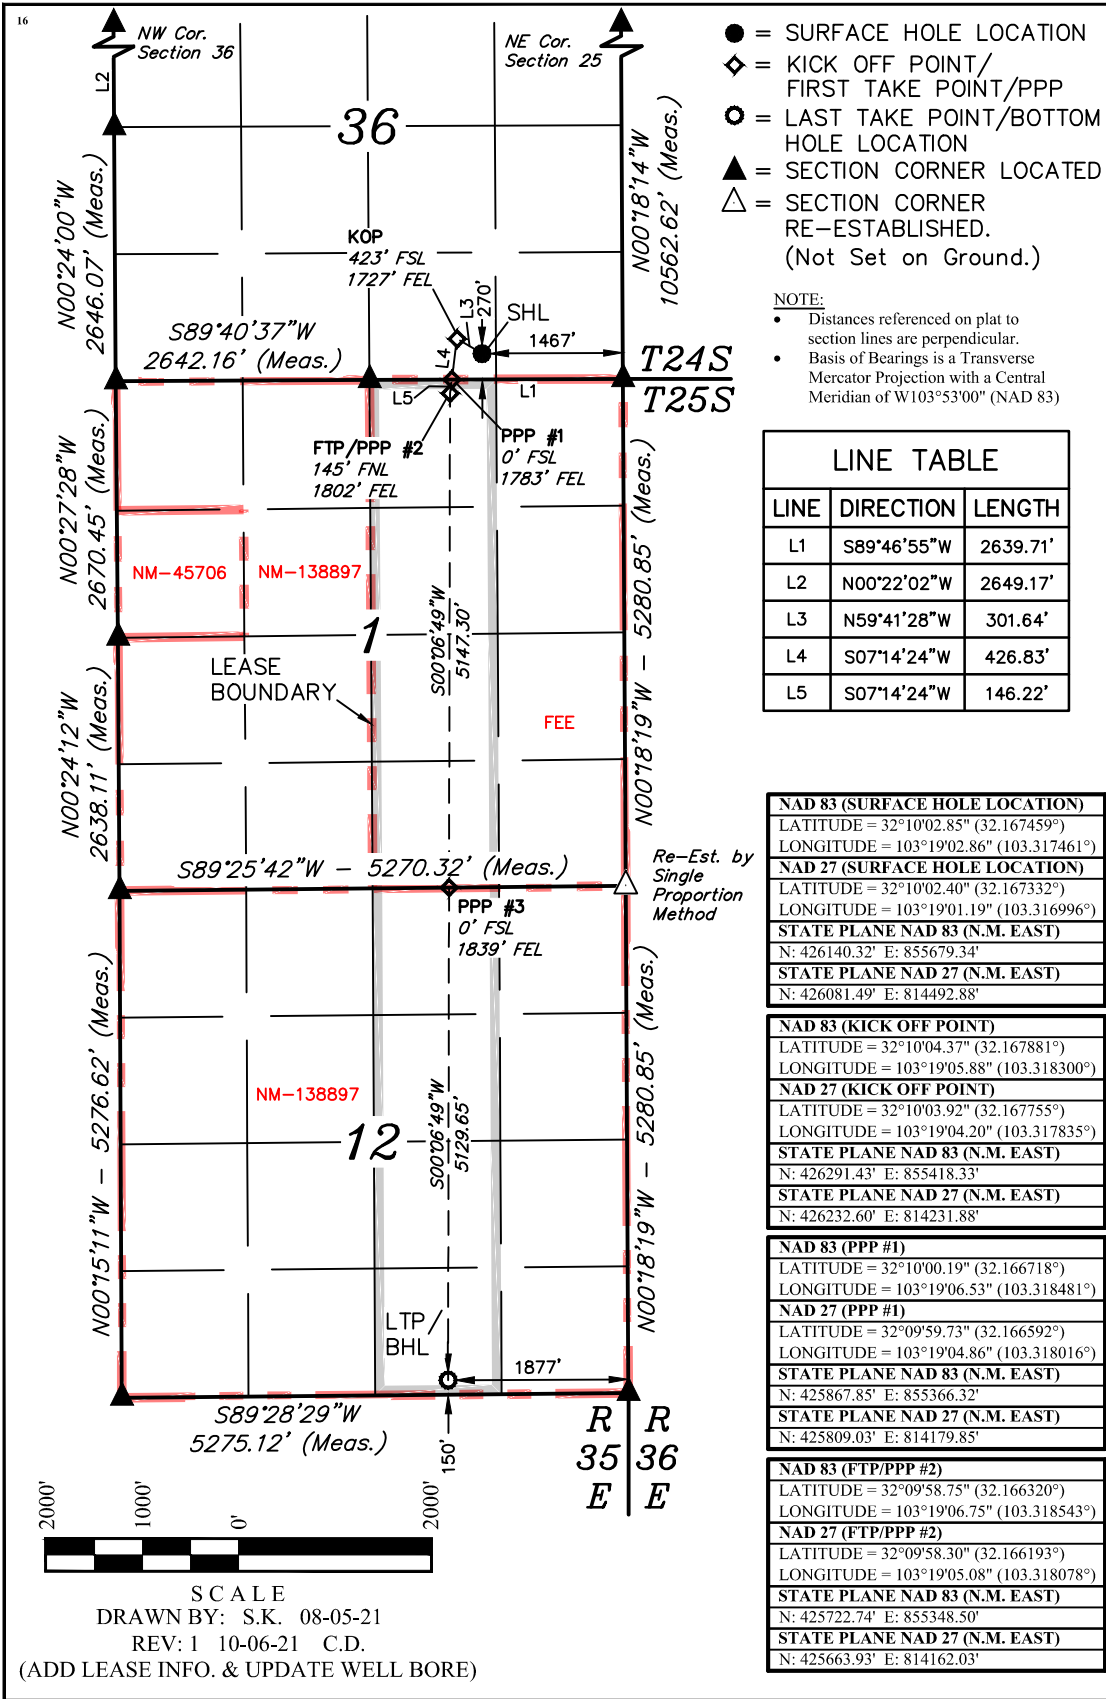 16
NW Cor.
Section 36
NE Cor.
Section 25
● = SURFACE HOLE LOCATION
= KICK OFF POINT/
FIRST TAKE POINT/PPP
= LAST TAKE POINT/BOTTOM
HOLE LOCATION
▲ = SECTION CORNER LOCATED
△ = SECTION CORNER
RE-ESTABLISHED.
(Not Set on Ground.)
NOTE:
• Distances referenced on plat to
section lines are perpendicular.
• Basis of Bearings is a Transverse
Mercator Projection with a Central
Meridian of W103°53'00" (NAD 83)
L2
36
N00°24'00"W
2646.07' (Meas.)
N00°18'14"W
10562.62' (Meas.)
KOP
423' FSL
1727' FEL
L3
270'
SHL
1467'
L4
S89°40'37"W
2642.16' (Meas.)
T24S
T25S
L5
L1
FTP/PPP #2
145' FNL
1802' FEL
PPP #1
0' FSL
1783' FEL
N00°27'28"W
2670.45' (Meas.)
NM-45706
NM-138897
1
S00°06'49"W
5147.30'
N00°18'19"W - 5280.85' (Meas.)
LEASE
BOUNDARY
FEE
N00°24'12"W
2638.11' (Meas.)
S89°25'42"W - 5270.32' (Meas.)
Re-Est. by
Single
Proportion
Method
PPP #3
0' FSL
1839' FEL
N00°15'11"W - 5276.62' (Meas.)
NM-138897
12
S00°06'49"W
5129.65'
N00°18'19"W - 5280.85' (Meas.)
LTP/
BHL
1877'
150'
S89°28'29"W
5275.12' (Meas.)
R R
35 36
E E
LINE TABLE
LINE DIRECTION LENGTH
L1 S89°46'55"W 2639.71'
L2 N00°22'02"W 2649.17'
L3 N59°41'28"W 301.64'
L4 S07°14'24"W 426.83'
L5 S07°14'24"W 146.22'
NAD 83 (SURFACE HOLE LOCATION)
LATITUDE = 32°10'02.85" (32.167459°)
LONGITUDE = 103°19'02.86" (103.317461°)
NAD 27 (SURFACE HOLE LOCATION)
LATITUDE = 32°10'02.40" (32.167332°)
LONGITUDE = 103°19'01.19" (103.316996°)
STATE PLANE NAD 83 (N.M. EAST)
N: 426140.32' E: 855679.34'
STATE PLANE NAD 27 (N.M. EAST)
N: 426081.49' E: 814492.88'
NAD 83 (KICK OFF POINT)
LATITUDE = 32°10'04.37" (32.167881°)
LONGITUDE = 103°19'05.88" (103.318300°)
NAD 27 (KICK OFF POINT)
LATITUDE = 32°10'03.92" (32.167755°)
LONGITUDE = 103°19'04.20" (103.317835°)
STATE PLANE NAD 83 (N.M. EAST)
N: 426291.43' E: 855418.33'
STATE PLANE NAD 27 (N.M. EAST)
N: 426232.60' E: 814231.88'
NAD 83 (PPP #1)
LATITUDE = 32°10'00.19" (32.166718°)
LONGITUDE = 103°19'06.53" (103.318481°)
NAD 27 (PPP #1)
LATITUDE = 32°09'59.73" (32.166592°)
LONGITUDE = 103°19'04.86" (103.318016°)
STATE PLANE NAD 83 (N.M. EAST)
N: 425867.85' E: 855366.32'
STATE PLANE NAD 27 (N.M. EAST)
N: 425809.03' E: 814179.85'
NAD 83 (FTP/PPP #2)
LATITUDE = 32°09'58.75" (32.166320°)
LONGITUDE = 103°19'06.75" (103.318543°)
NAD 27 (FTP/PPP #2)
LATITUDE = 32°09'58.30" (32.166193°)
LONGITUDE = 103°19'05.08" (103.318078°)
STATE PLANE NAD 83 (N.M. EAST)
N: 425722.74' E: 855348.50'
STATE PLANE NAD 27 (N.M. EAST)
N: 425663.93' E: 814162.03'
2000' 1000' 0' 2000'
SCALE
DRAWN BY: S.K. 08-05-21
REV: 1 10-06-21 C.D.
(ADD LEASE INFO. & UPDATE WELL BORE)